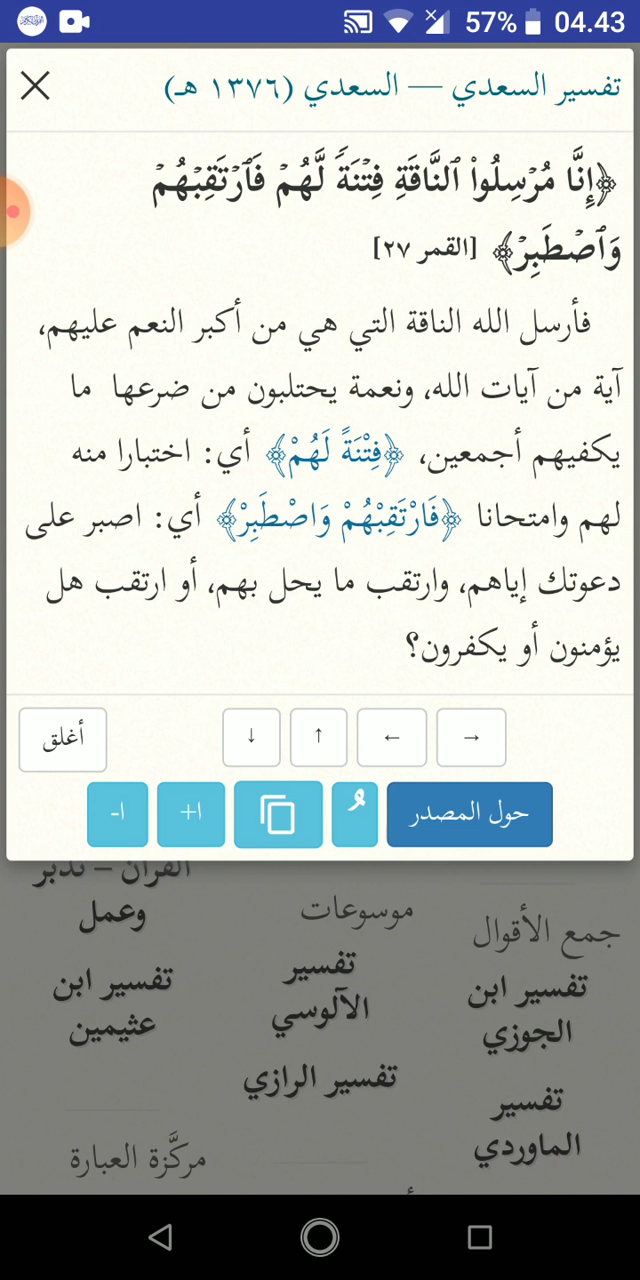 57% 04.43
تفسير السعدي — السعدي (١٣٧٦ هـ)
﴿إِنَّا مُرۡسِلُواْ ٱلنَّاقَةِ فِتۡنَةٗ لَّهُمۡ فَٱرۡتَقِبۡهُمۡ
وَٱصۡطَبِرۡ﴾ [القمر ٢٧]
فأرسل الله الناقة التي هي من أكبر النعم عليهم،
آية من آيات الله، ونعمة يحتلبون من ضرعها ما
يكفيهم أجمعين، ﴿فِتْنَةً لَهُمْ﴾ أي: اختبارا منه
لهم وامتحانا ﴿فَارْتَقِبْهُمْ وَاصْطَبِرْ﴾ أي: اصبر على
دعوتك إياهم، وارتقب ما يحل بهم، أو ارتقب هل
يؤمنون أو يكفرون؟
→ ← ↑ ↓ أغلق
حول المصدر ا+ ا-
جمع الأقوال
تفسير ابن
الجوزي
تفسير
الماوردي
موسوعات
تفسير
الآلوسي
تفسير الرازي
القرآن – تدبر
وعمل
تفسير ابن
عثيمين
مركَّزة العبارة